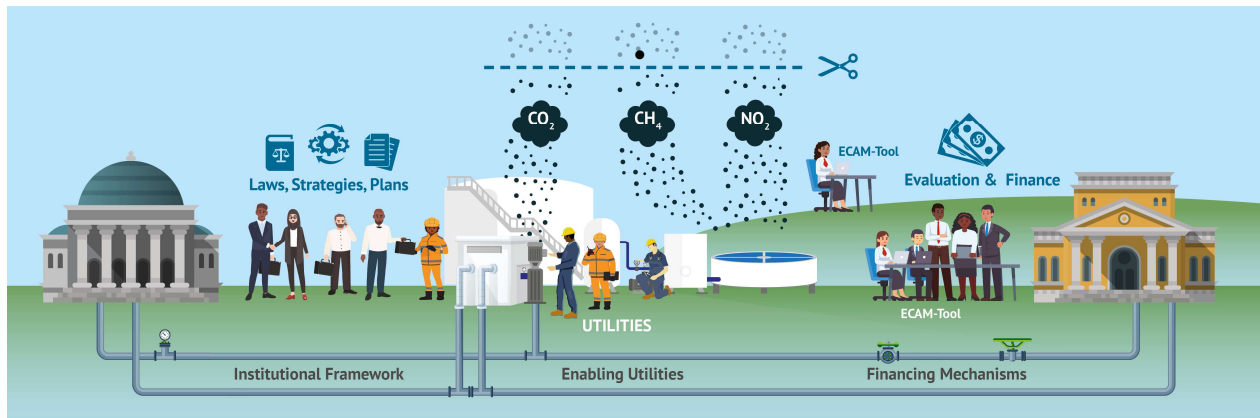 CO2
CH4
NO2
ECAM-Tool
Laws, Strategies, Plans
Evaluation & Finance
UTILITIES
ECAM-Tool
Institutional Framework
Enabling Utilities
Financing Mechanisms